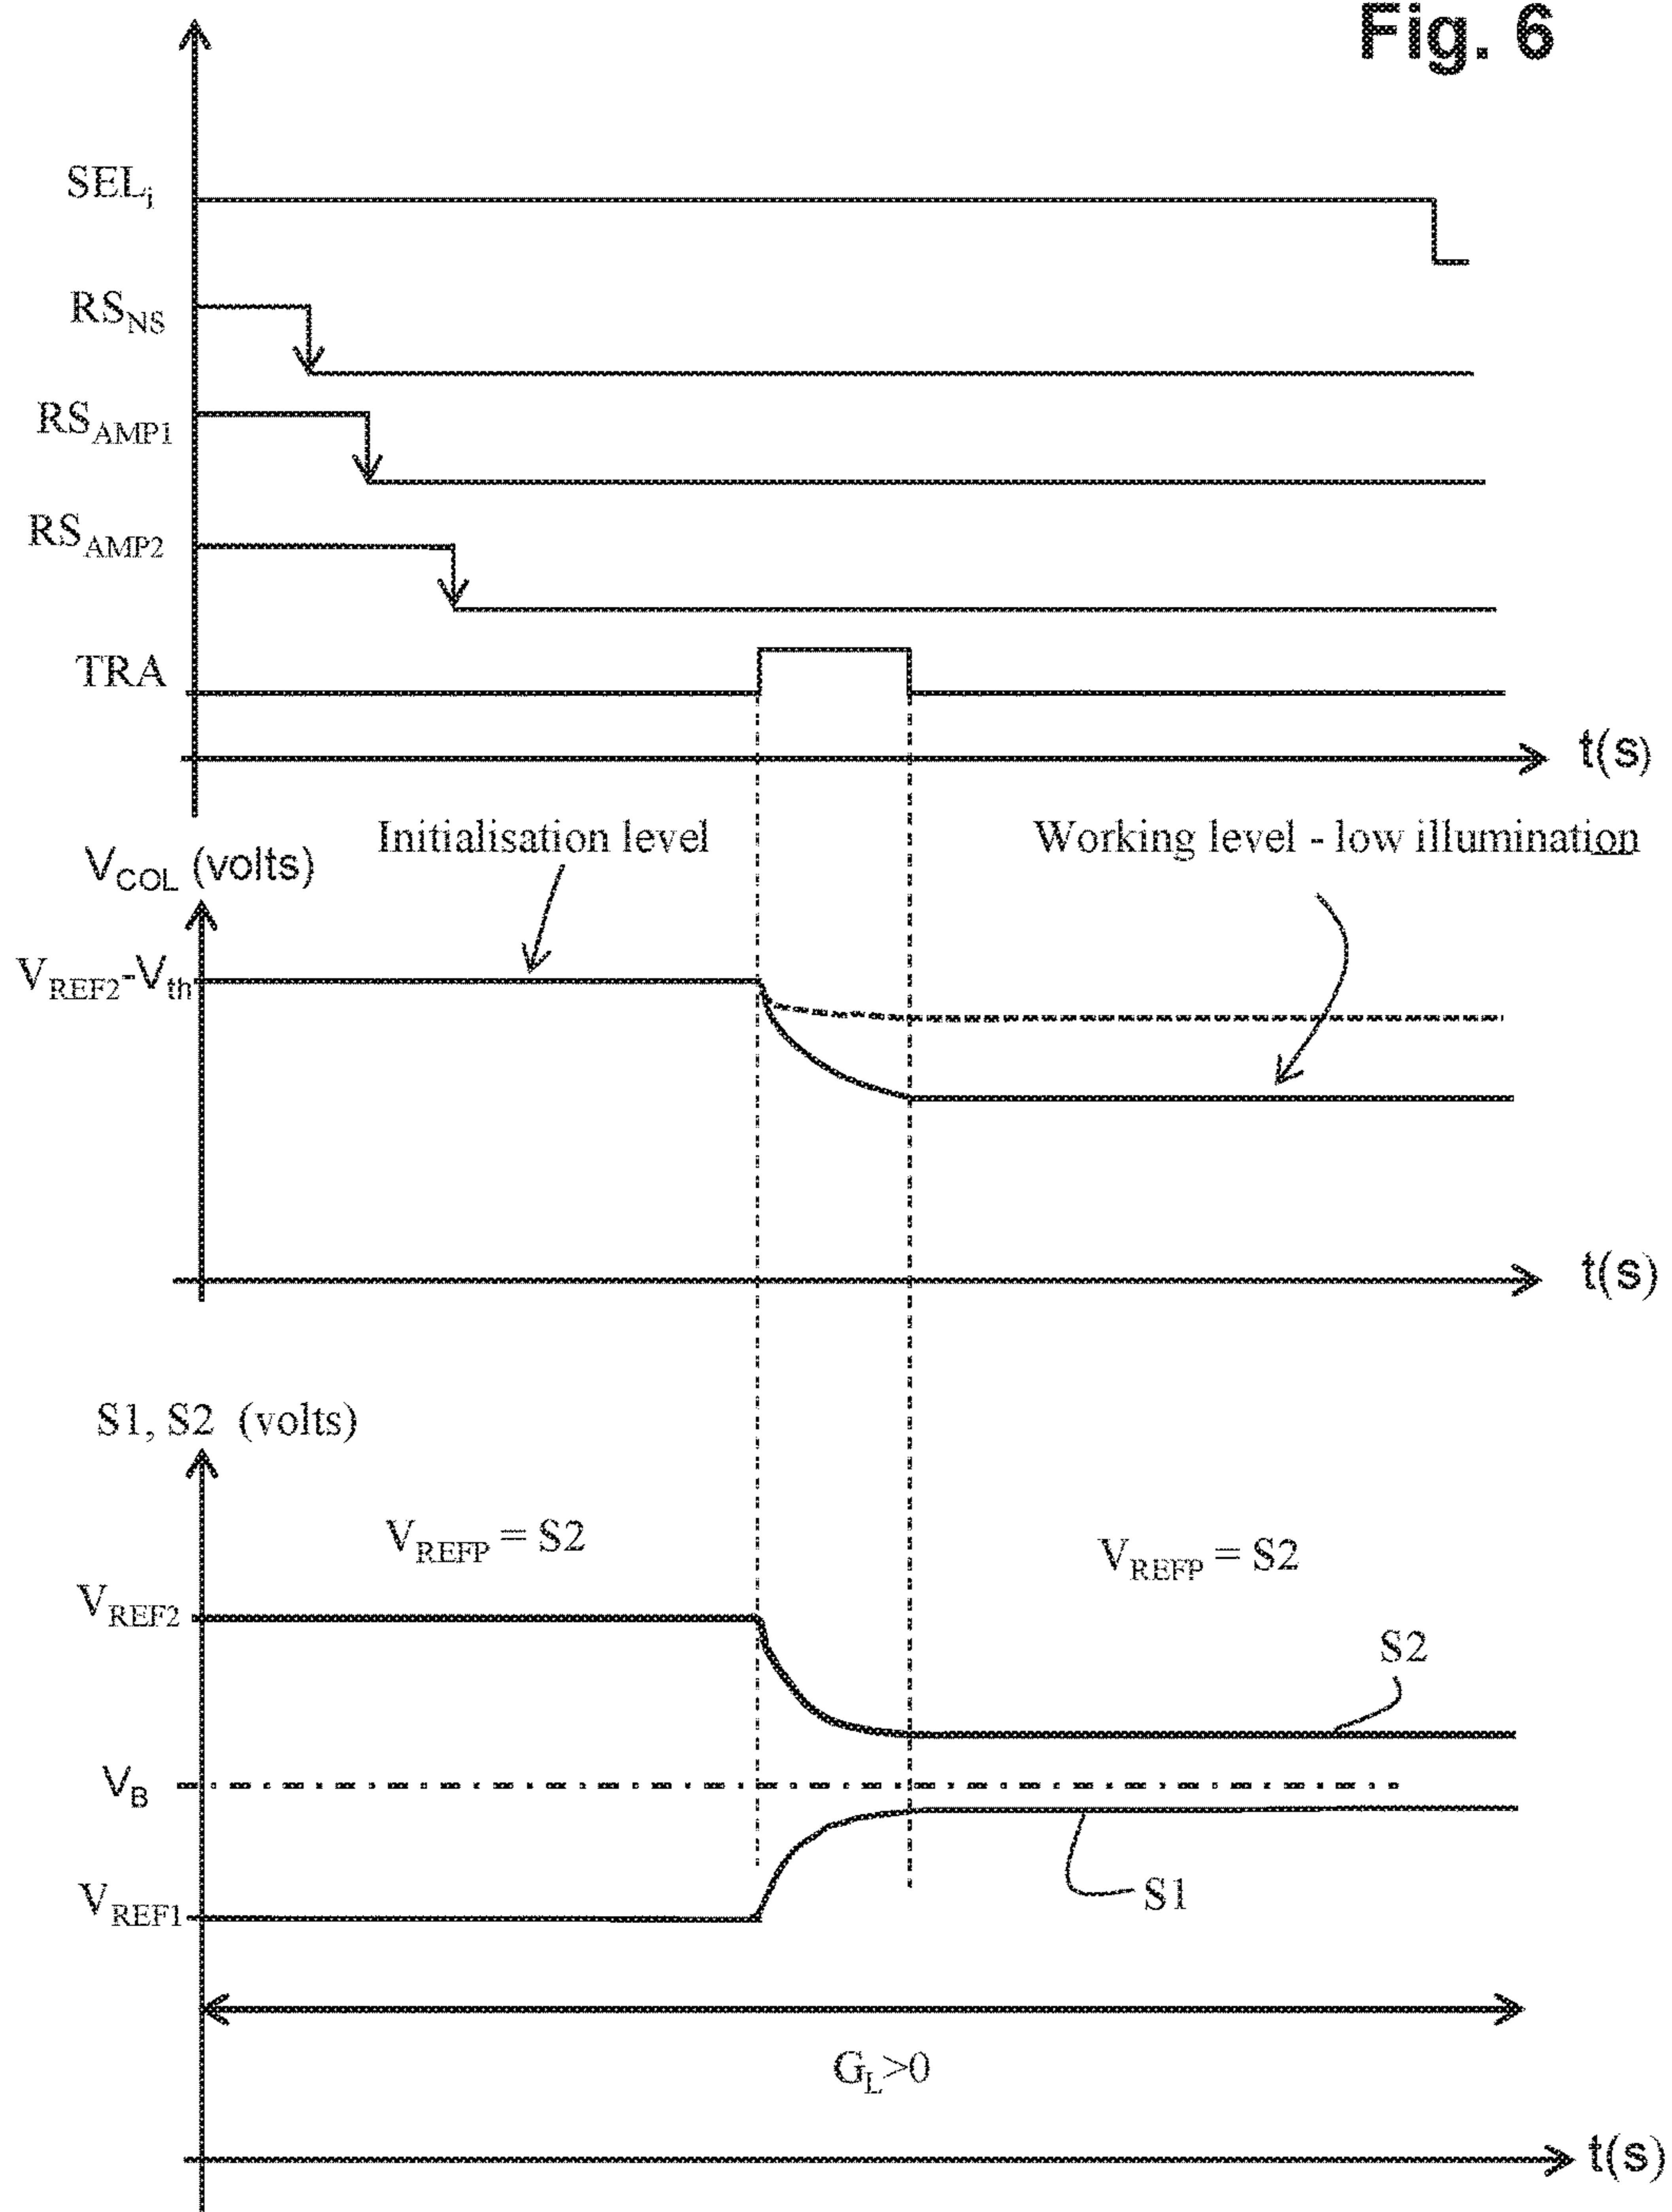 Fig. 6
SELj
RSNS
RSAMP1
RSAMP2
TRA
t(s)
Initialisation level
Working level - low illumination
VCOL (volts)
VREF2-Vth
t(s)
S1, S2 (volts)
VREFP = S2
VREFP = S2
VREF2
S2
VB
S1
VREF1
GL>0
t(s)